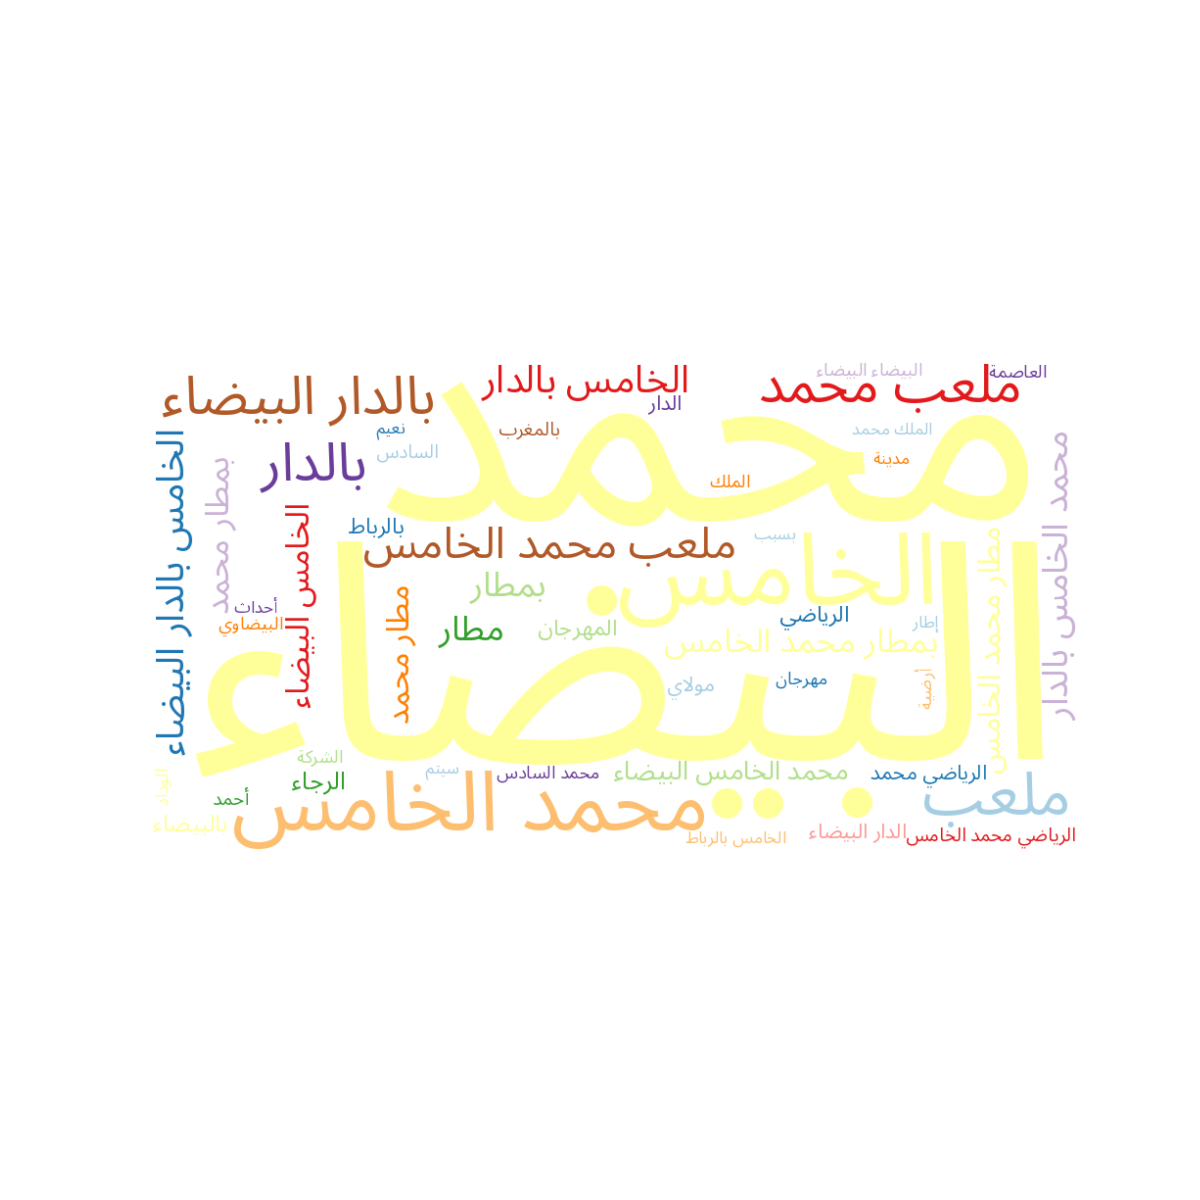 البيضاء البيضاء
العاصمة
ملعب محمد
الخامس بالدار
بالدار البيضاء
الدار
محمد
نعيم
بالمغرب
الملك محمد
السادس
بالدار
مدينة
الملك
الخامس بالدار البيضاء
بمطار محمد
محمد الخامس بالدار
الخامس البيضاء
بالرباط
ملعب محمد الخامس
بسبب
الخامس
مطار محمد الخامس
بمطار
مطار محمد
أحداث
البيضاوي
مطار
المهرجان
الرياضي
إطار
بمطار محمد الخامس
البيضاء
مولاي
مهرجان
أرضية
الشركة
الرجاء
سيتم
محمد السادس
محمد الخامس البيضاء
الرياضي محمد
ملعب
الوداد
أحمد
بالبيضاء
محمد الخامس
الخامس بالرباط
الدار البيضاء
الرياضي محمد الخامس